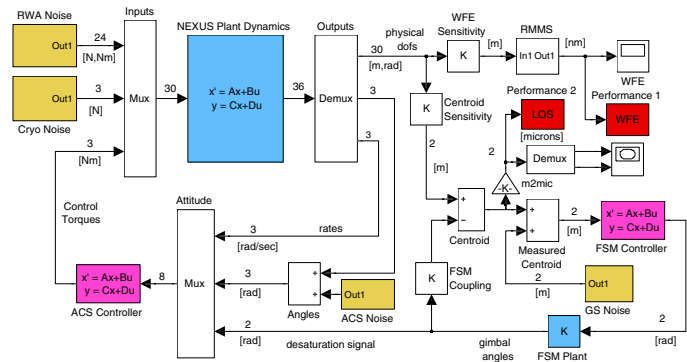 RWA Noise
Out1
24
[N,Nm]
Cryo Noise
Out1
3
[N]
3
[Nm]
Control
Torques
Inputs
Mux
30
NEXUS Plant Dynamics
x' = Ax+Bu
y = Cx+Du
36
Outputs
Demux
physical
dofs
30
[m,rad]
3
3
WFE
Sensitivity
K
[m]
RMMS
In1 Out1
[nm]
WFE
Performance 1
WFE
K
Centroid
Sensitivity
2
[m]
Performance 2
LOS
[microns]
2
Demux
-K-
m2mic
+
−
Centroid
+
+
Measured
Centroid
2
[m]
x' = Ax+Bu
y = Cx+Du
FSM Controller
2
[m]
Out1
GS Noise
2
[rad]
K
FSM Plant
gimbal
angles
K
FSM
Coupling
Attitude
Mux
3
rates
[rad/sec]
3
[rad]
+
+
Angles
Out1
ACS Noise
2
[rad]
desaturation signal
8
x' = Ax+Bu
y = Cx+Du
ACS Controller